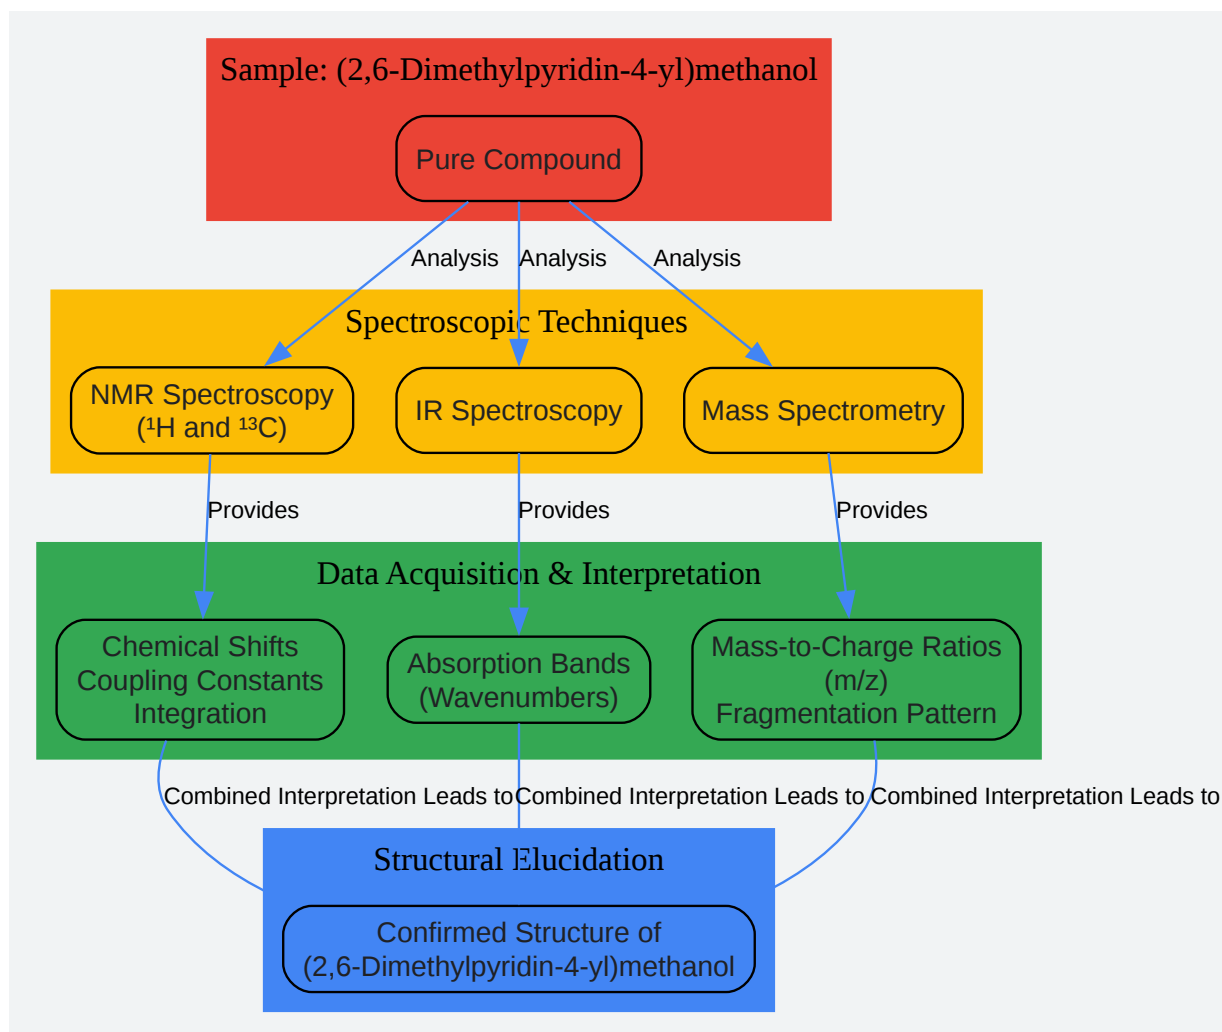 Sample: (2,6-Dimethylpyridin-4-yl)methanol
Pure Compound
Analysis
Analysis
Analysis
Spectroscopic Techniques
NMR Spectroscopy
(¹H and ¹³C)
IR Spectroscopy
Mass Spectrometry
Provides
Provides
Provides
Data Acquisition & Interpretation
Chemical Shifts
Coupling Constants
Integration
Absorption Bands
(Wavenumbers)
Mass-to-Charge Ratios
(m/z)
Fragmentation Pattern
Combined Interpretation Leads to
Combined Interpretation Leads to
Combined Interpretation Leads to
Structural Elucidation
Confirmed Structure of
(2,6-Dimethylpyridin-4-yl)methanol